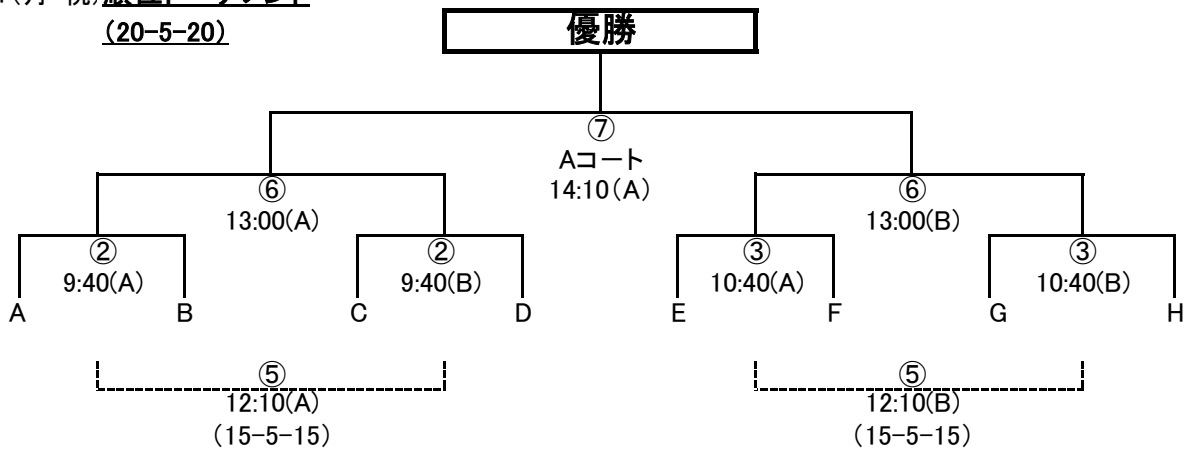 (20-5-20)
優勝
⑦
Aコート
14:10(A)
⑥
13:00(A)
⑥
13:00(B)
②
9:40(A)
②
9:40(B)
③
10:40(A)
③
10:40(B)
A B C D E F G H
⑤
12:10(A)
(15-5-15)
⑤
12:10(B)
(15-5-15)